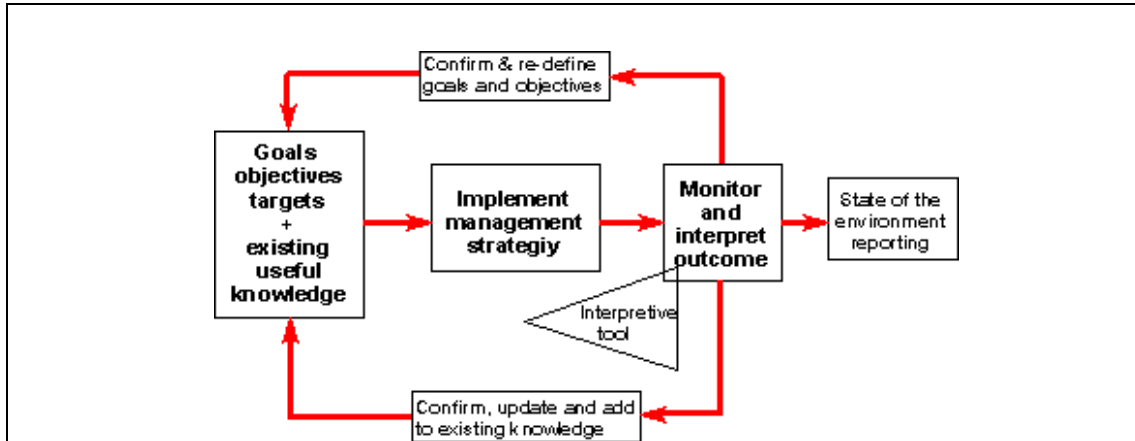 Confirm & re-define
goals and objectives
Goals
objectives
targets
+
existing
useful
knowledge
Implement
management
strategiy
Monitor
and
interpret
outcome
State of the
environment
reporting
Interpretive
tool
Confirm, update and add
to existing knowledge